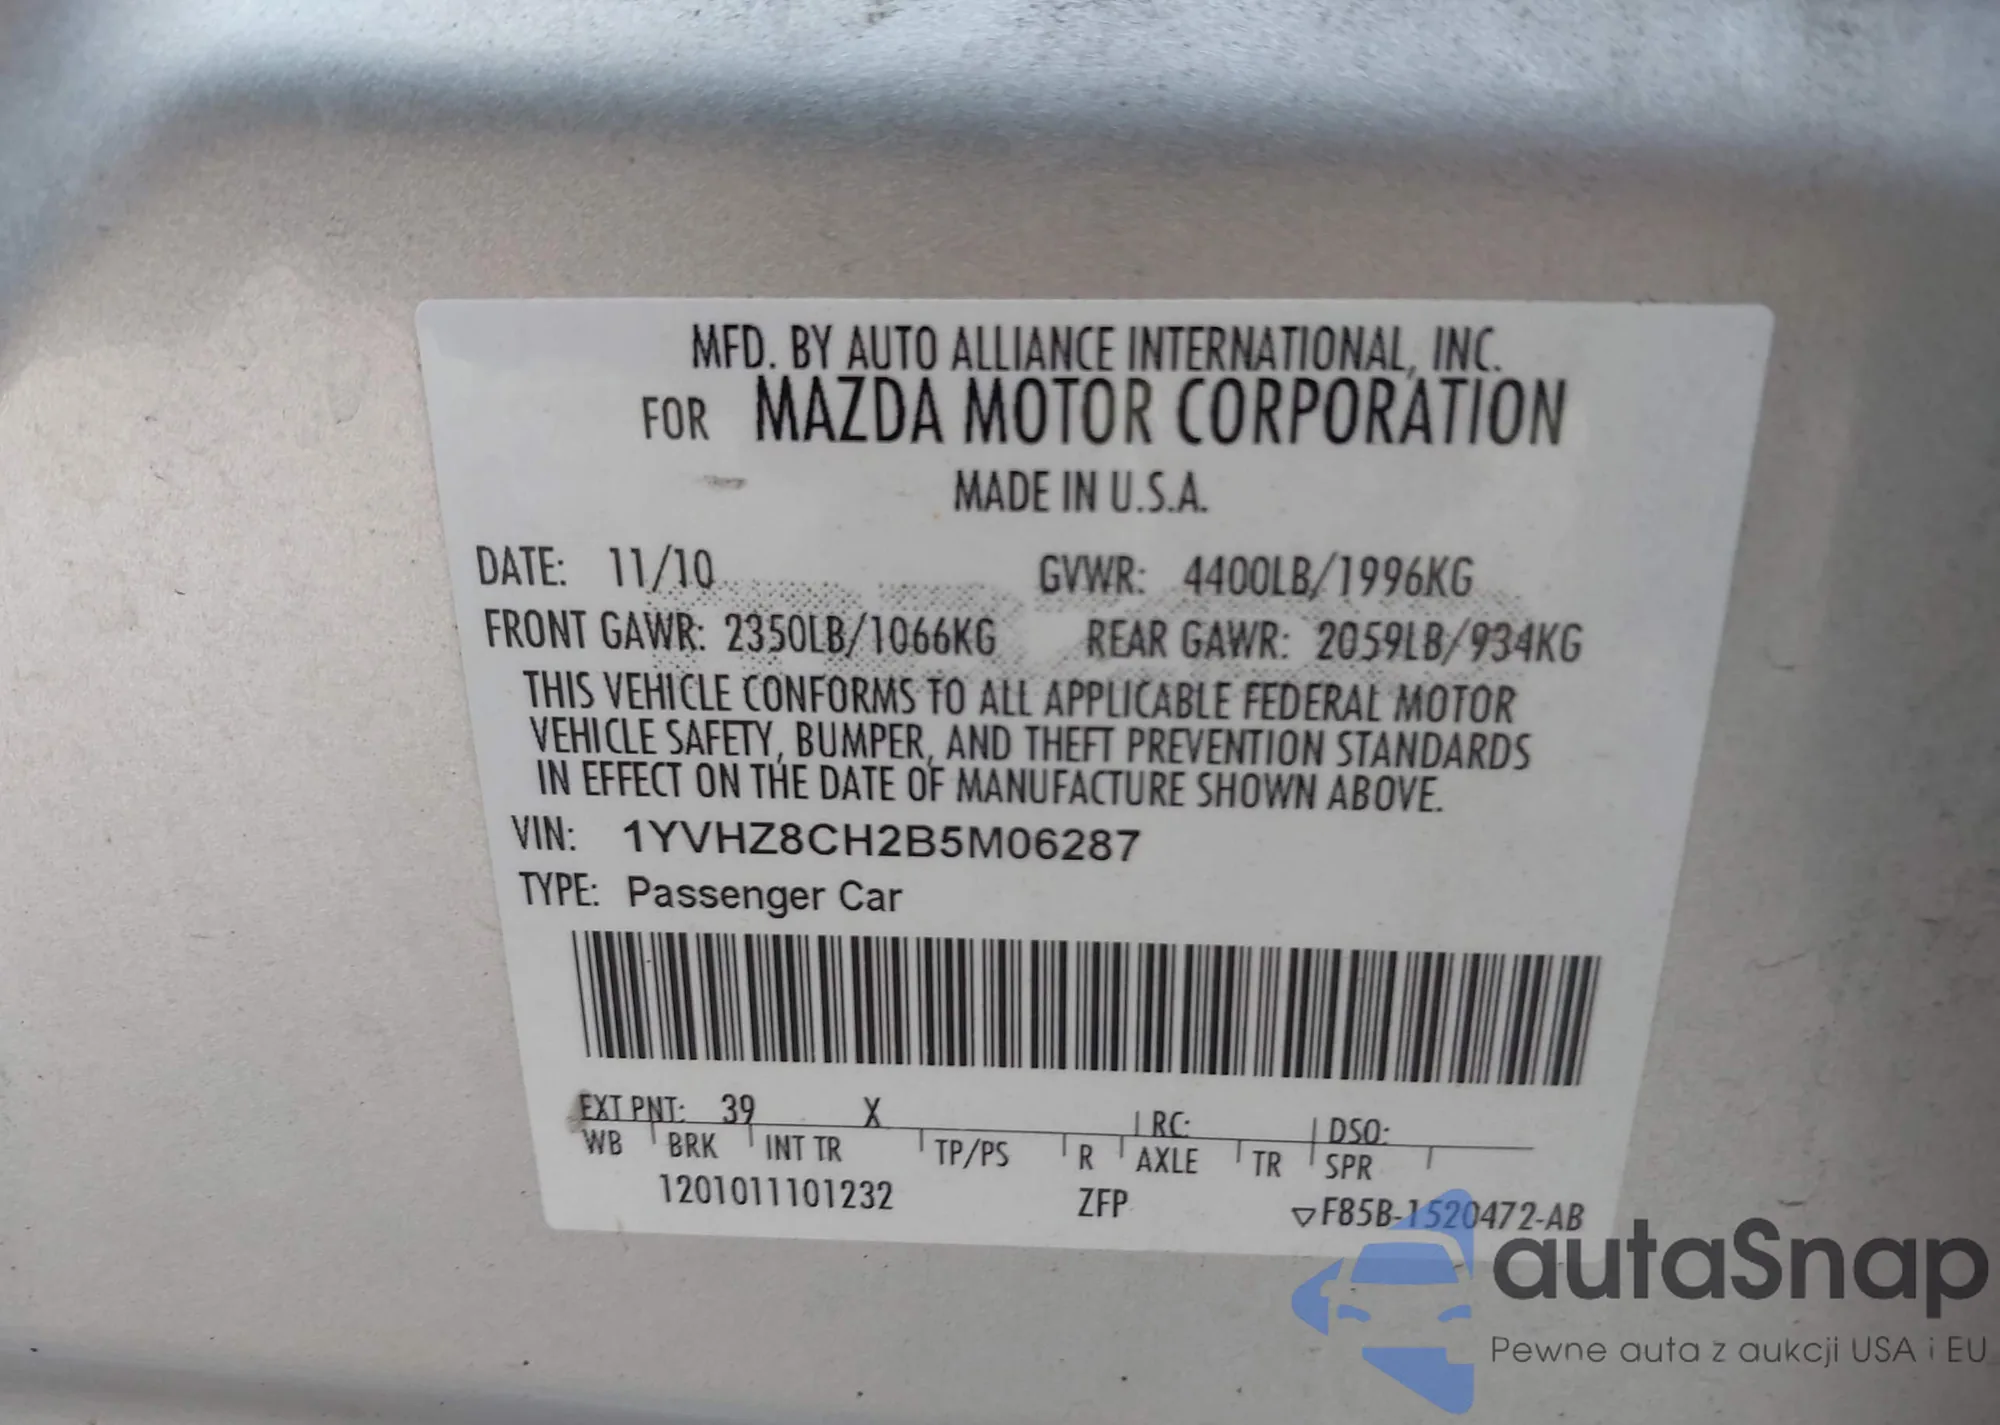 MFD. BY AUTO ALLIANCE INTERNATIONAL, INC.
FOR MAZDA MOTOR CORPORATION
MADE IN U.S.A.
DATE: 11/10 GVWR: 4400LB/1996KG
FRONT GAWR: 2350LB/1066KG REAR GAWR: 2059LB/934KG
THIS VEHICLE CONFORMS TO ALL APPLICABLE FEDERAL MOTOR
VEHICLE SAFETY, BUMPER, AND THEFT PREVENTION STANDARDS
IN EFFECT ON THE DATE OF MANUFACTURE SHOWN ABOVE.
VIN: 1YVHZ8CH2B5M06287
TYPE: Passenger Car
EXT PNT: 39 X RC: DSO:
WB BRK INT TR TP/PS R AXLE TR SPR
1201011101232 ZFP ▽F85B-1520472-AB
autaSnap
Pewne auta z aukcji USA i EU